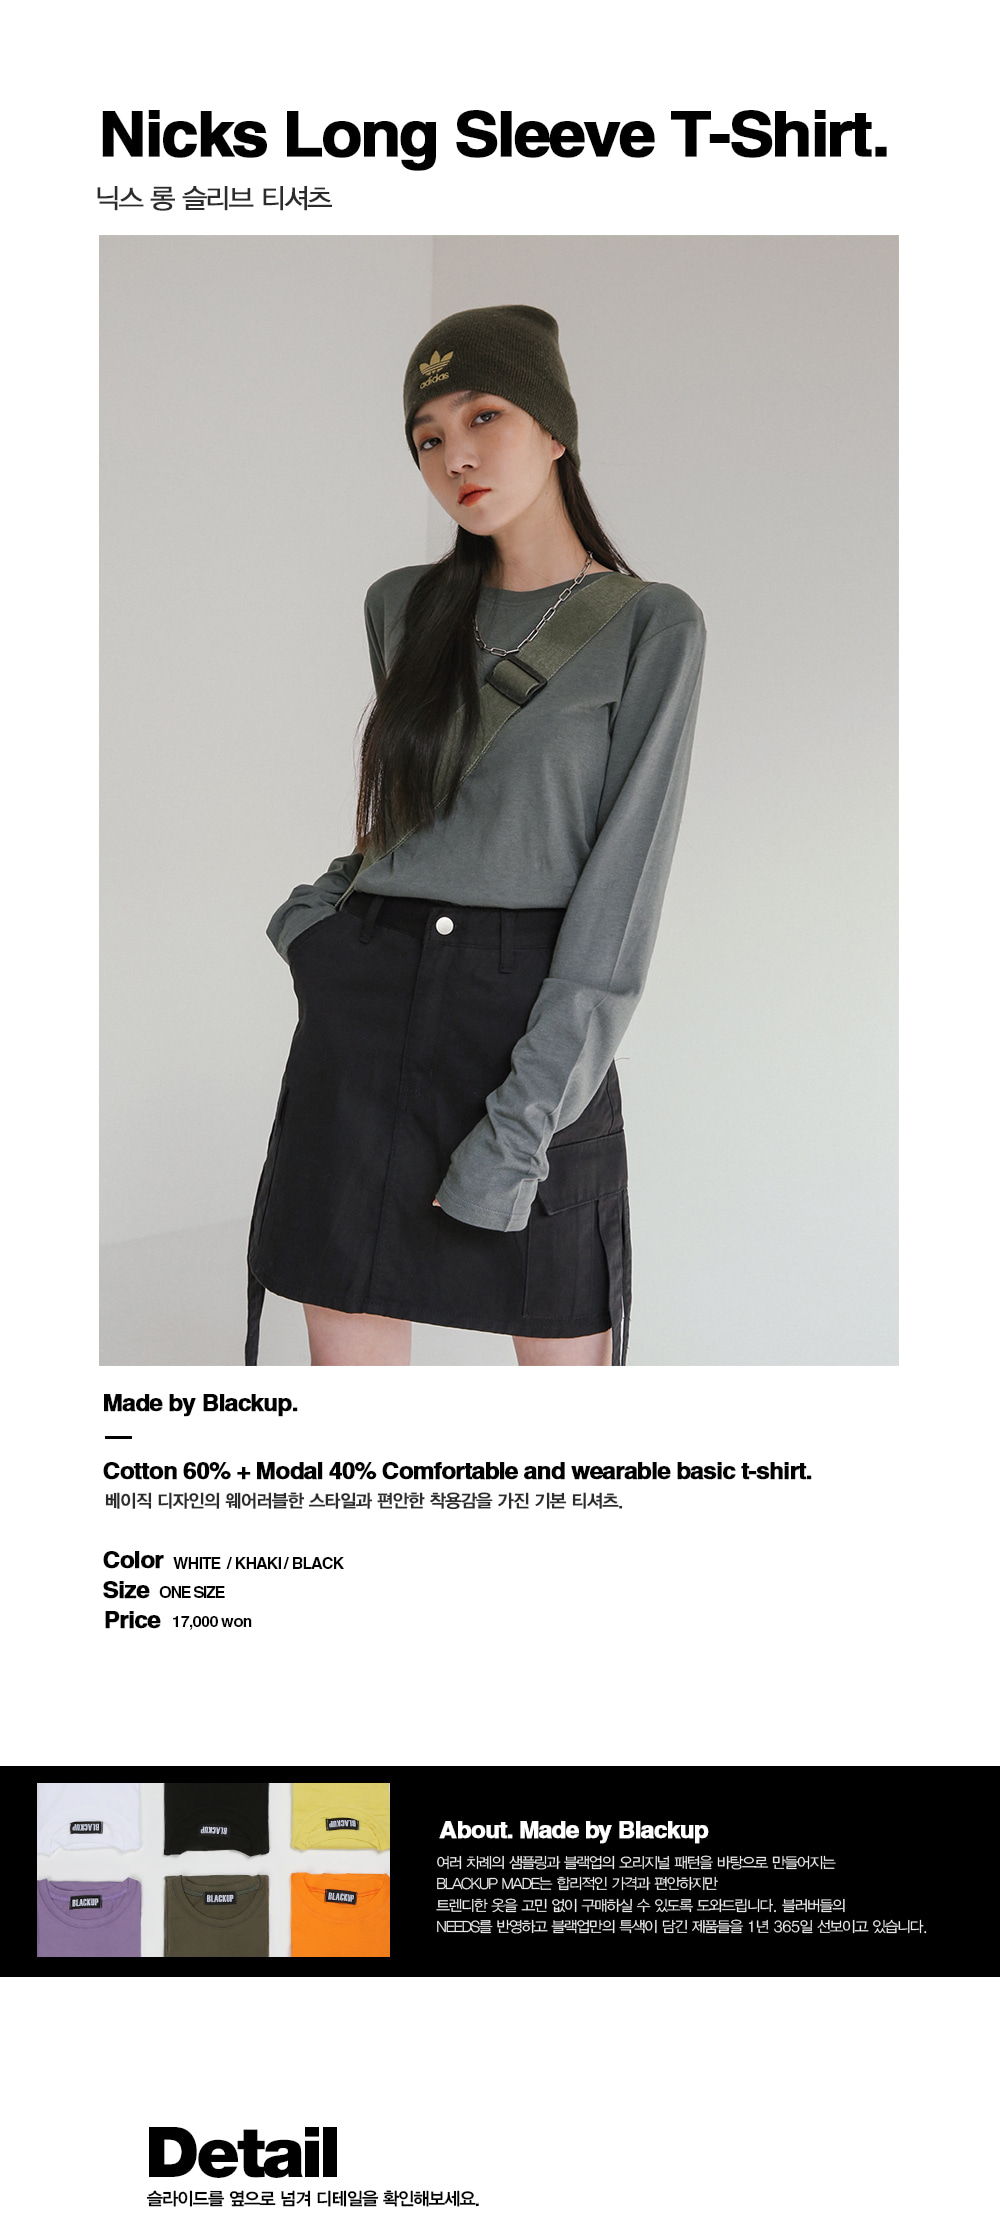 Nicks Long Sleeve T-Shirt.
닉스 롱 슬리브 티셔츠
adidas
Made by Blackup.
Cotton 60% + Modal 40% Comfortable and wearable basic t-shirt.
베이직 디자인의 웨어러블한 스타일과 편안한 착용감을 가진 기본 티셔츠.
Color WHITE / KHAKI / BLACK
Size ONE SIZE
Price 17,000 won
BLACKUP BLACKUP BLACKUP
BLACKUP BLACKUP BLACKUP
About. Made by Blackup
여러 차례의 샘플링과 블랙업의 오리지널 패턴을 바탕으로 만들어지는
BLACKUP MADE는 합리적인 가격과 편안하지만
트렌디한 옷을 고민 없이 구매하실 수 있도록 도와드립니다. 블러버들의
NEEDS를 반영하고 블랙업만의 특색이 담긴 제품들을 1년 365일 선보이고 있습니다.
Detail
슬라이드를 옆으로 넘겨 디테일을 확인해보세요.